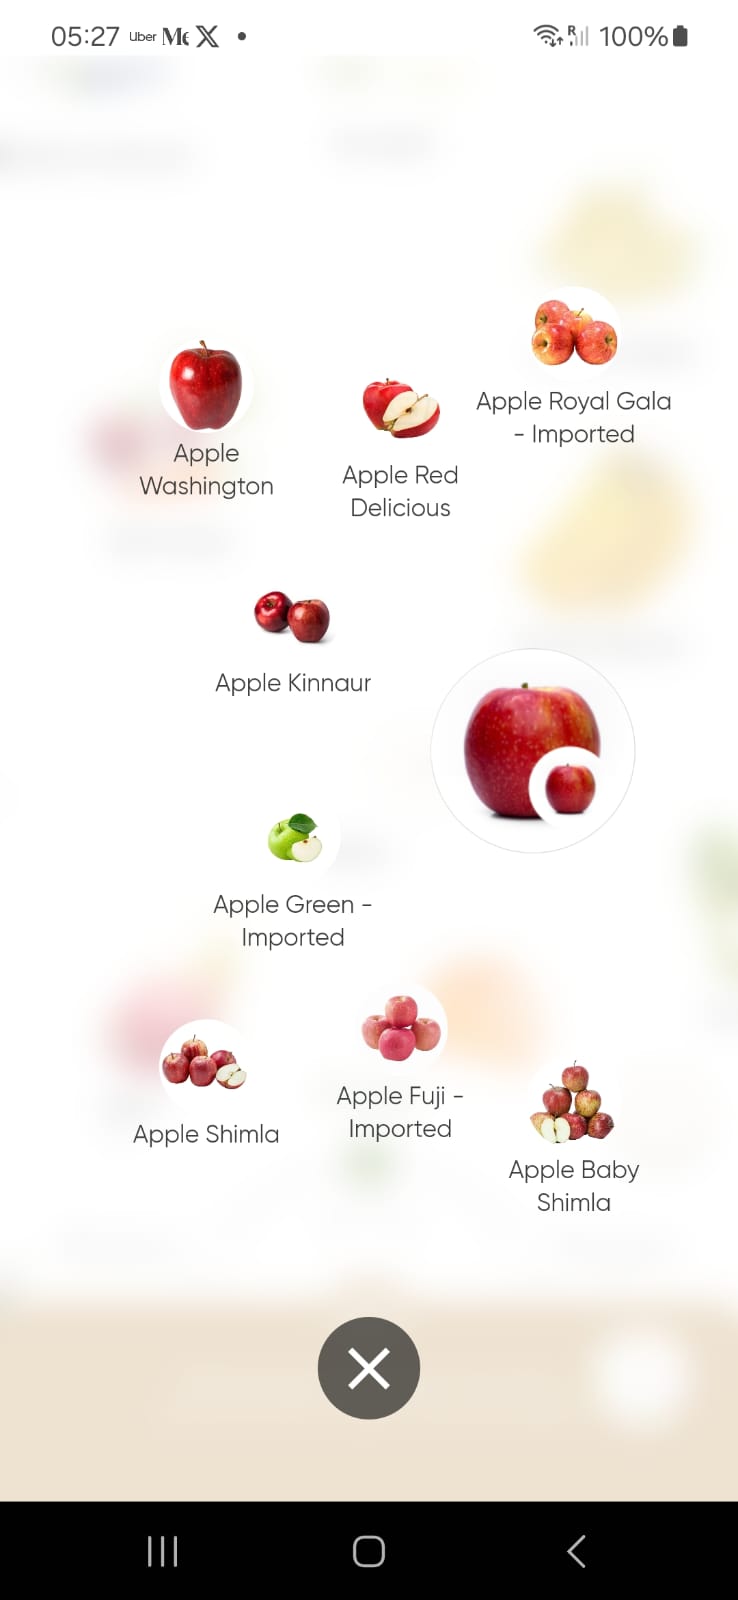 05:27 Uber Me X 100%
Apple Royal Gala
- Imported
Apple
Washington
Apple Red
Delicious
Apple Kinnaur
Apple Green -
Imported
Apple Fuji -
Imported
Apple Shimla
Apple Baby
Shimla